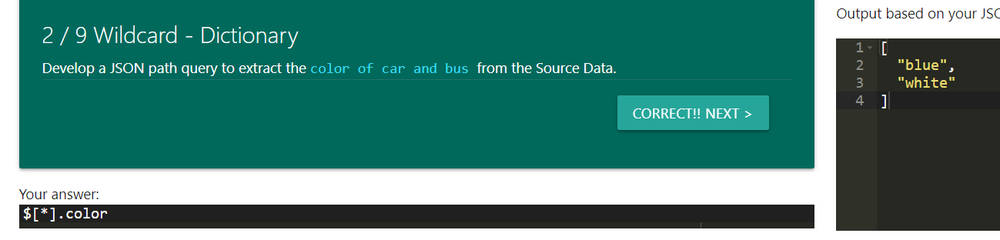 2 / 9 Wildcard - Dictionary
Develop a JSON path query to extract the color of car and bus from the Source Data.
CORRECT!! NEXT >
Your answer:
$[*].color
Output based on your JSO
1 [
2 "blue",
3 "white"
4 ]